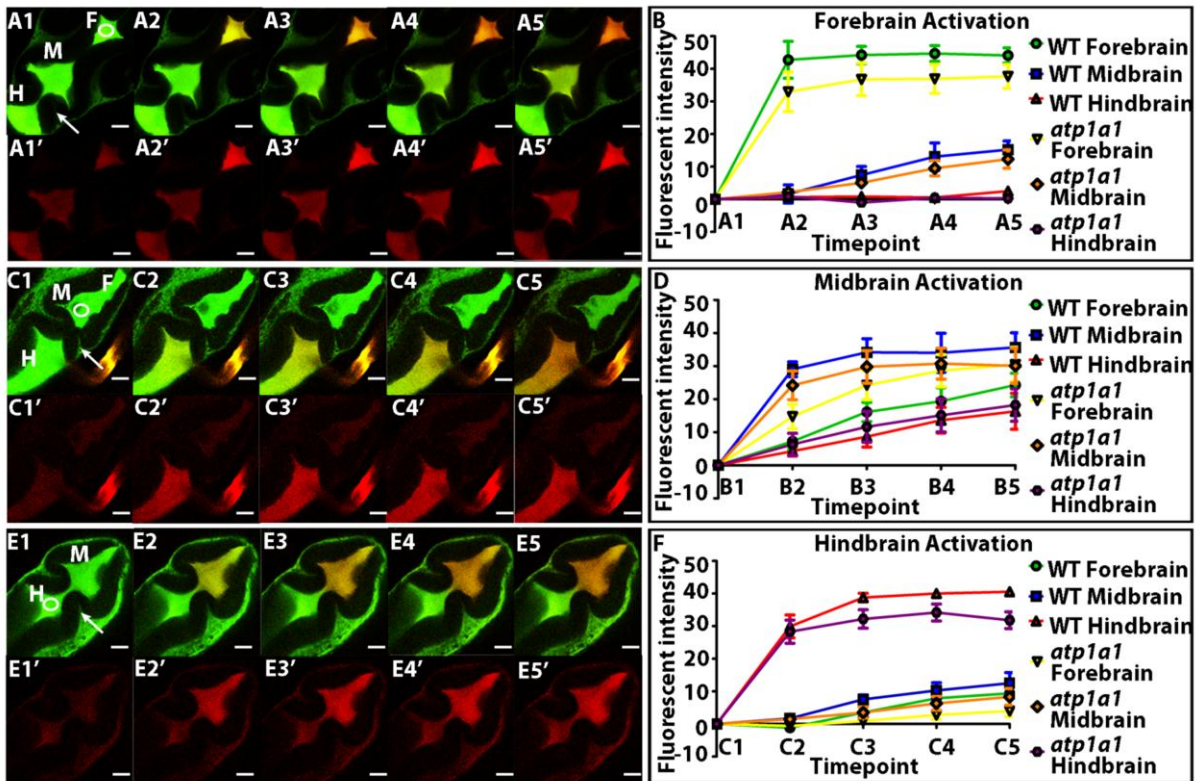 A1 F A2 A3 A4 A5
M
H
A1' A2' A3' A4' A5'
B Forebrain Activation
Fluorescent intensity
50
40
30
20
10
0
-10
A1 A2 A3 A4 A5
Timepoint
WT Forebrain
WT Midbrain
WT Hindbrain
atp1a1
Forebrain
atp1a1
Midbrain
atp1a1
Hindbrain
C1 M F C2 C3 C4 C5
H
C1' C2' C3' C4' C5'
D Midbrain Activation
Fluorescent intensity
50
40
30
20
10
0
-10
B1 B2 B3 B4 B5
Timepoint
WT Forebrain
WT Midbrain
WT Hindbrain
atp1a1
Forebrain
atp1a1
Midbrain
atp1a1
Hindbrain
E1 M E2 E3 E4 E5
H
E1' E2' E3' E4' E5'
F Hindbrain Activation
Fluorescent intensity
50
40
30
20
10
0
-10
C1 C2 C3 C4 C5
Timepoint
WT Forebrain
WT Midbrain
WT Hindbrain
atp1a1
Forebrain
atp1a1
Midbrain
atp1a1
Hindbrain